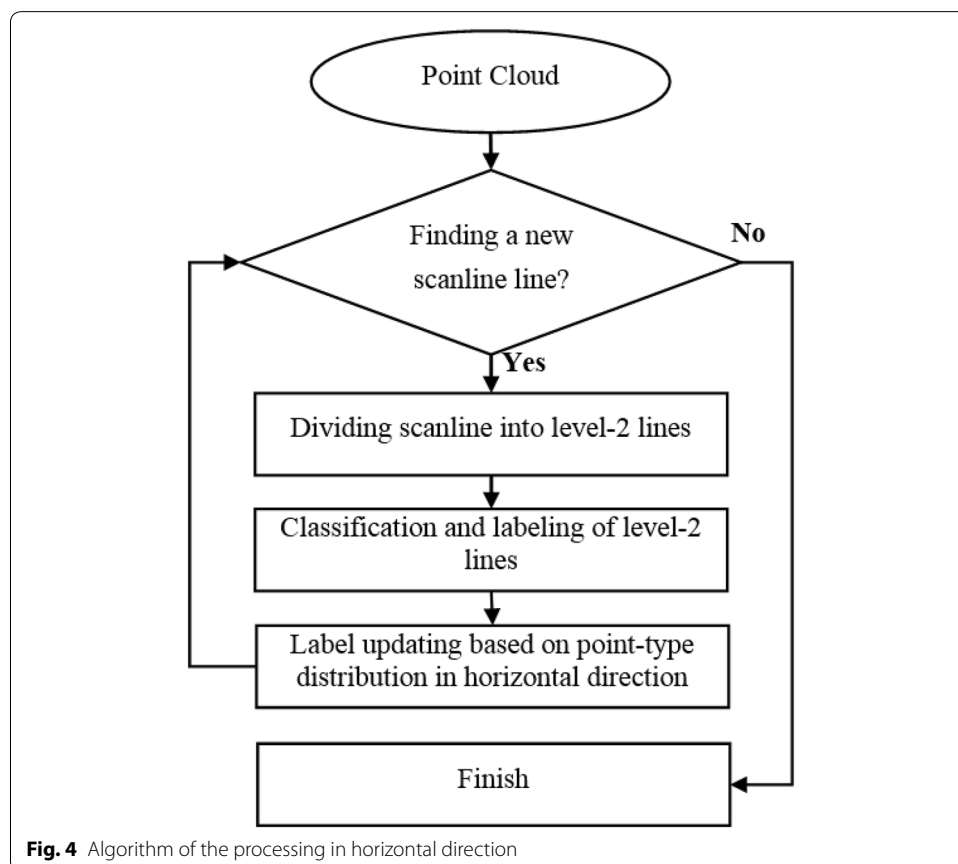 Point Cloud
Finding a new
scanline line?
No
Yes
Dividing scanline into level-2 lines
Classification and labeling of level-2
lines
Label updating based on point-type
distribution in horizontal direction
Finish
Fig. 4 Algorithm of the processing in horizontal direction